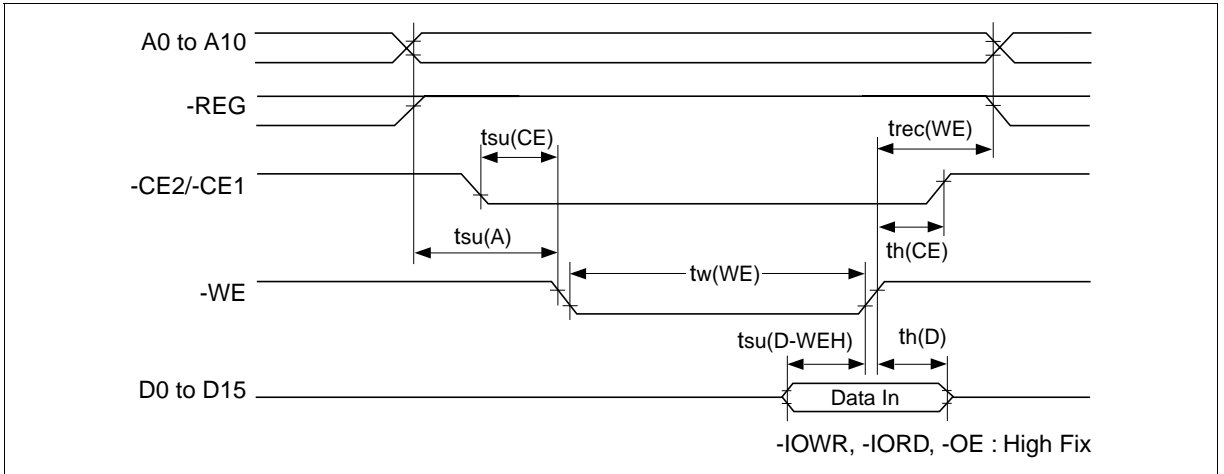 A0 to A10
-REG
tsu(CE)
trec(WE)
-CE2/-CE1
tsu(A)
th(CE)
tw(WE)
-WE
tsu(D-WEH)
th(D)
D0 to D15
Data In
-IOWR, -IORD, -OE : High Fix